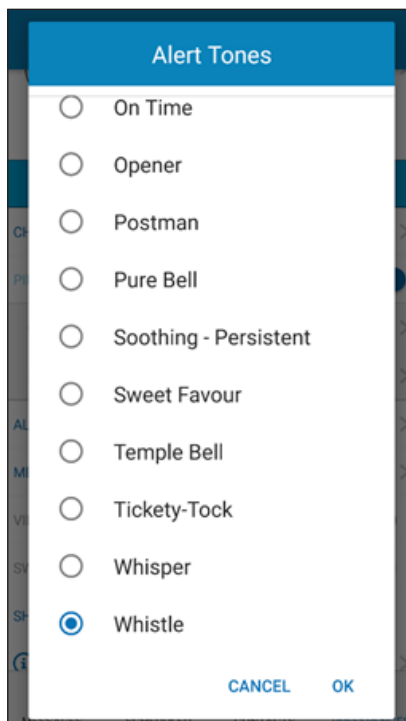 Alert Tones
On Time
Opener
Postman
Pure Bell
Soothing - Persistent
Sweet Favour
Temple Bell
Tickety-Tock
Whisper
Whistle
CANCEL OK